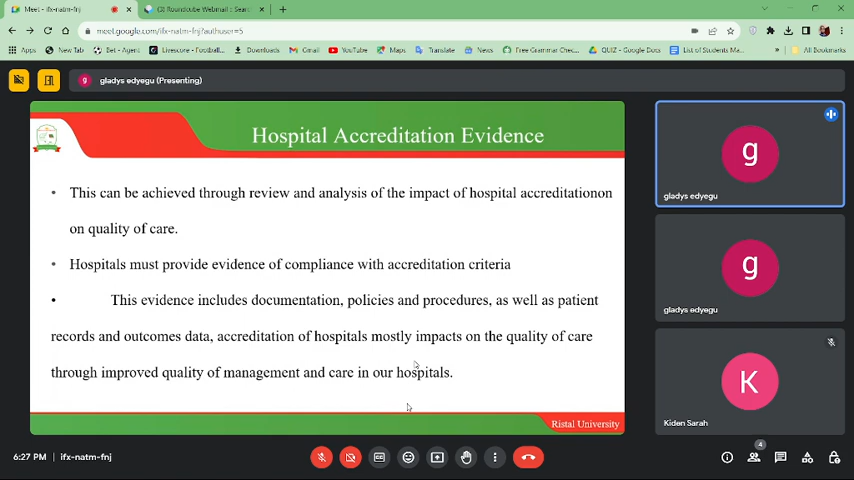 Meet - ifx-natm-fnj
meet.google.com/ifx-natm-fnj?authuser=5
Apps
New Tab
Bet - Agent
Livescore - Football...
Downloads
Gmail
YouTube
Maps
Translate
News
Free Grammar Chec...
QUIZ - Google Docs
List of Students Ma...
»
All Bookmarks
g
gladys edyegu (Presenting)
Hospital Accreditation Evidence
• This can be achieved through review and analysis of the impact of hospital accreditationon
on quality of care.
• Hospitals must provide evidence of compliance with accreditation criteria
• This evidence includes documentation, policies and procedures, as well as patient
records and outcomes data, accreditation of hospitals mostly impacts on the quality of care
through improved quality of management and care in our hospitals.
Ristal University
g
gladys edyegu
g
gladys edyegu
K
Kiden Sarah
6:27 PM | ifx-natm-fnj
4